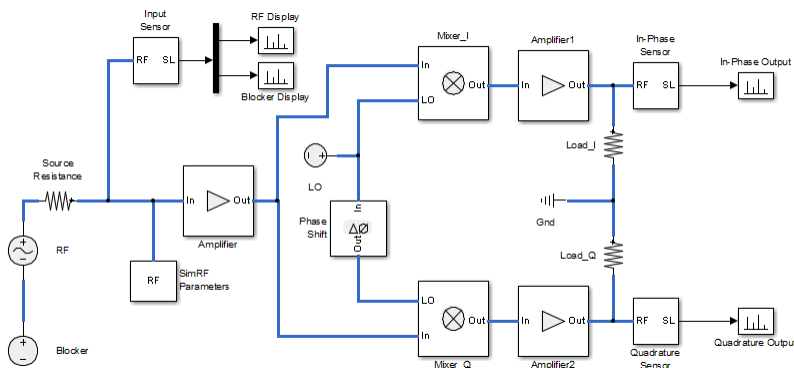 Input
Sensor
RF SL
RF Display
Blocker Display
Mixer_I
In
Out
LO
Amplifier1
In Out
In-Phase
Sensor
RF SL
In-Phase Output
Load_I
LO
Source
Resistance
In Out
Amplifier
Phase
Shift
In
ΔØ
Out
Gnd
RF
RF
SimRF
Parameters
Load_Q
LO
Out
In
Mixer_Q
In Out
Amplifier2
RF SL
Quadrature
Sensor
Quadrature Output
Blocker